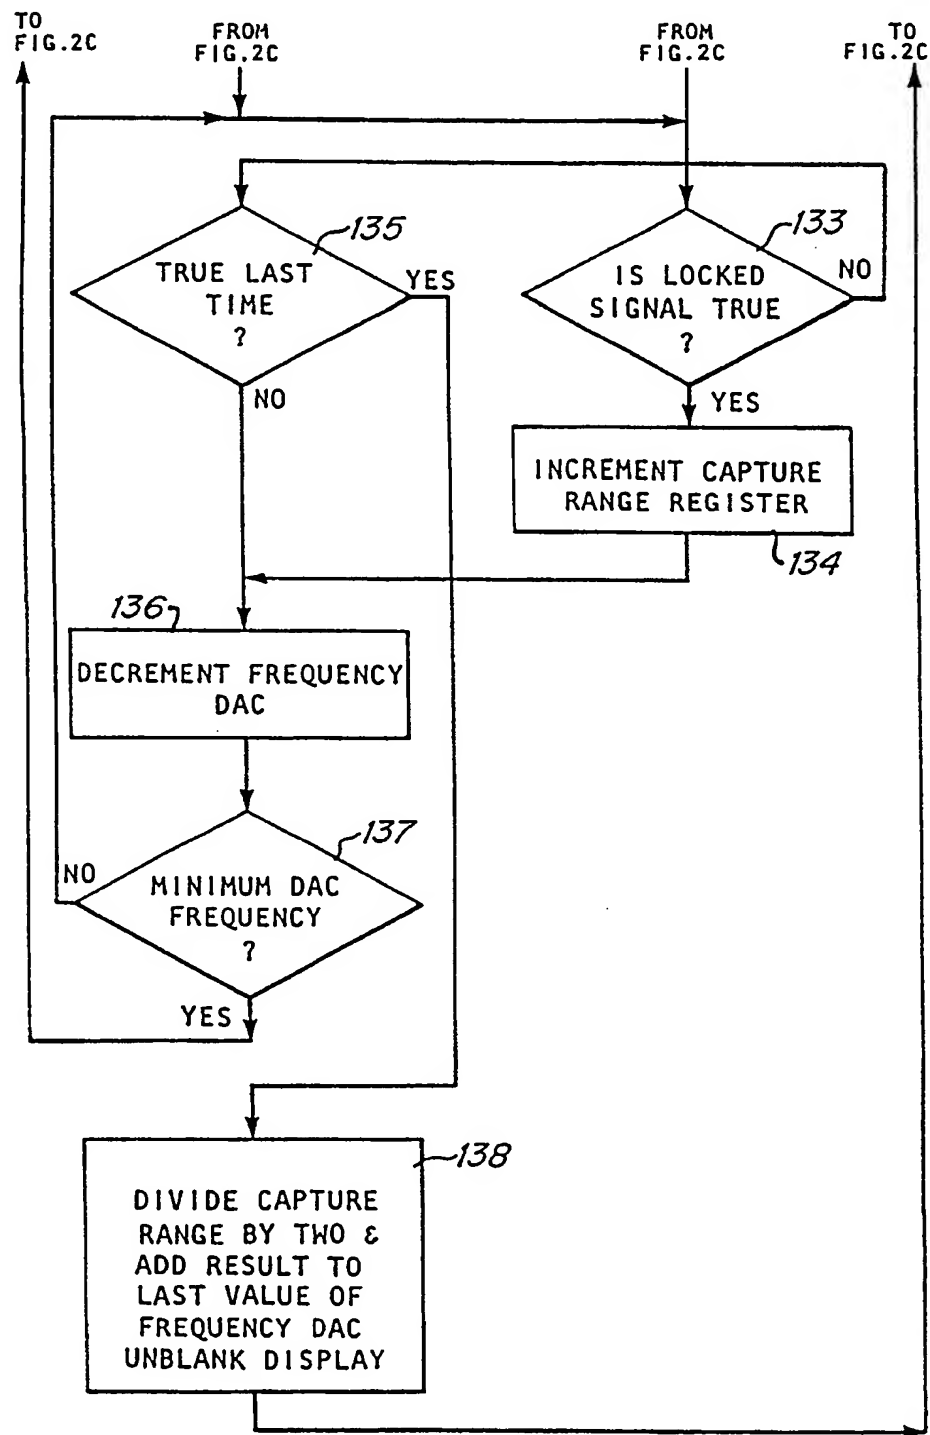 TO
FIG.2C
FROM
FIG.2C
FROM
FIG.2C
TO
FIG.2C
135
TRUE LAST
TIME
?
YES
NO
133
IS LOCKED
SIGNAL TRUE
?
NO
YES
INCREMENT CAPTURE
RANGE REGISTER
134
136
DECREMENT FREQUENCY
DAC
137
MINIMUM DAC
FREQUENCY
?
NO
YES
138
DIVIDE CAPTURE
RANGE BY TWO &
ADD RESULT TO
LAST VALUE OF
FREQUENCY DAC
UNBLANK DISPLAY